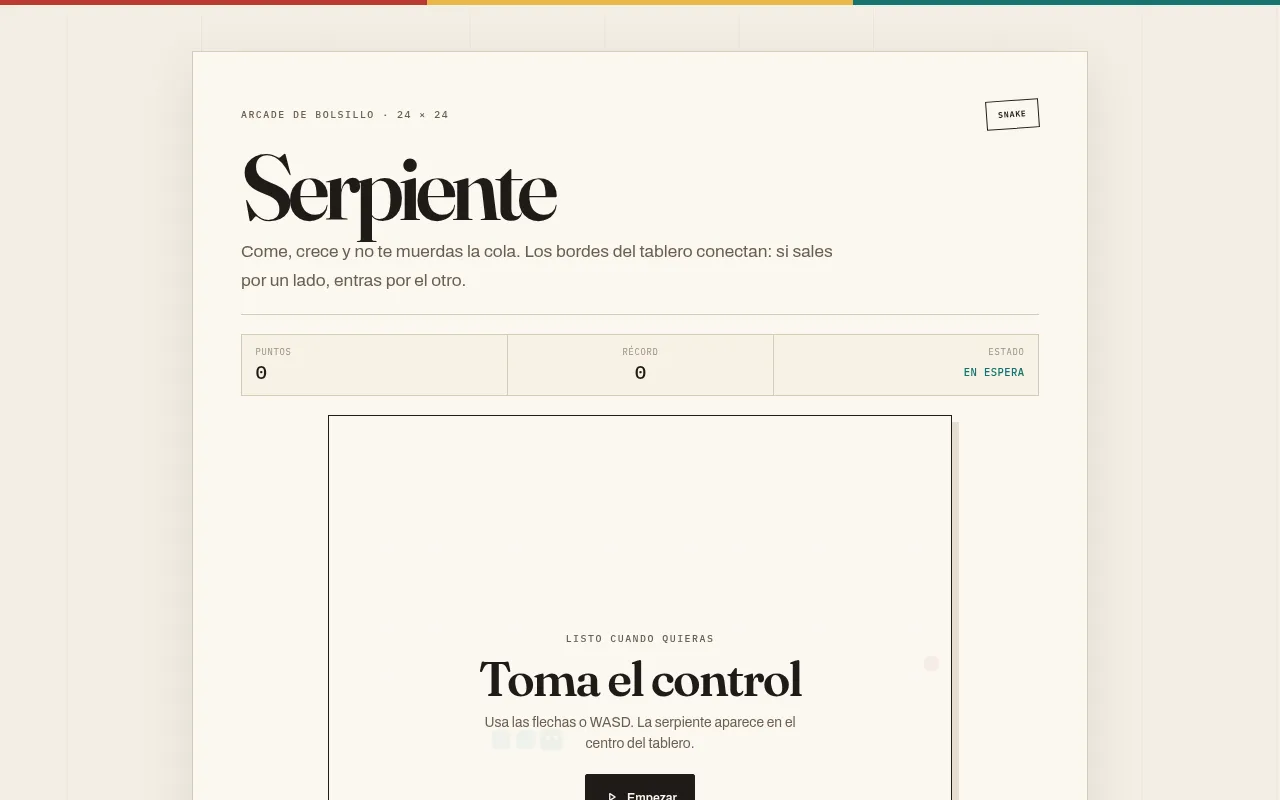 ARCADE DE BOLSILLO · 24 × 24
SNAKE
Serpiente
Come, crece y no te muerdas la cola. Los bordes del tablero conectan: si sales
por un lado, entras por el otro.
PUNTOS
0
RÉCORD
0
ESTADO
EN ESPERA
LISTO CUANDO QUIERAS
Toma el control
Usa las flechas o WASD. La serpiente aparece en el
centro del tablero.
Empezar